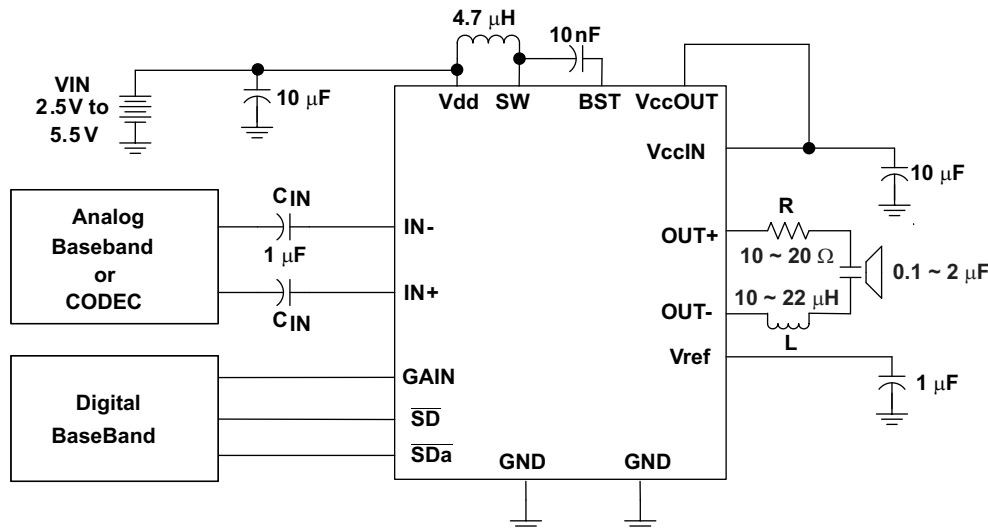 4.7 μH
10nF
VIN
2.5V to
5.5V
10 μF
Vdd
SW
BST
VccOUT
VccIN
10 μF
Analog
Baseband
or
CODEC
CIN
1 μF
CIN
IN-
IN+
OUT+
R
10 ~ 20 Ω
0.1 ~ 2 μF
10 ~ 22 μH
OUT-
L
Vref
1 μF
Digital
BaseBand
GAIN
S̅D̅
S̅D̅a̅
GND
GND